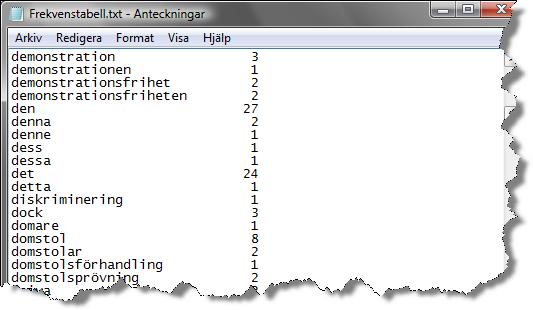 Frekvenstabell.txt - Anteckningar
Arkiv Redigera Format Visa Hjälp
demonstration 3
demonstrationen 1
demonstrationsfrihet 2
demonstrationsfriheten 2
den 27
denna 2
denne 1
dess 1
dessa 1
det 24
detta 1
diskriminering 1
dock 3
domare 1
domstol 8
domstolar 2
domstolsförhandling 1
domstolsprövning 2